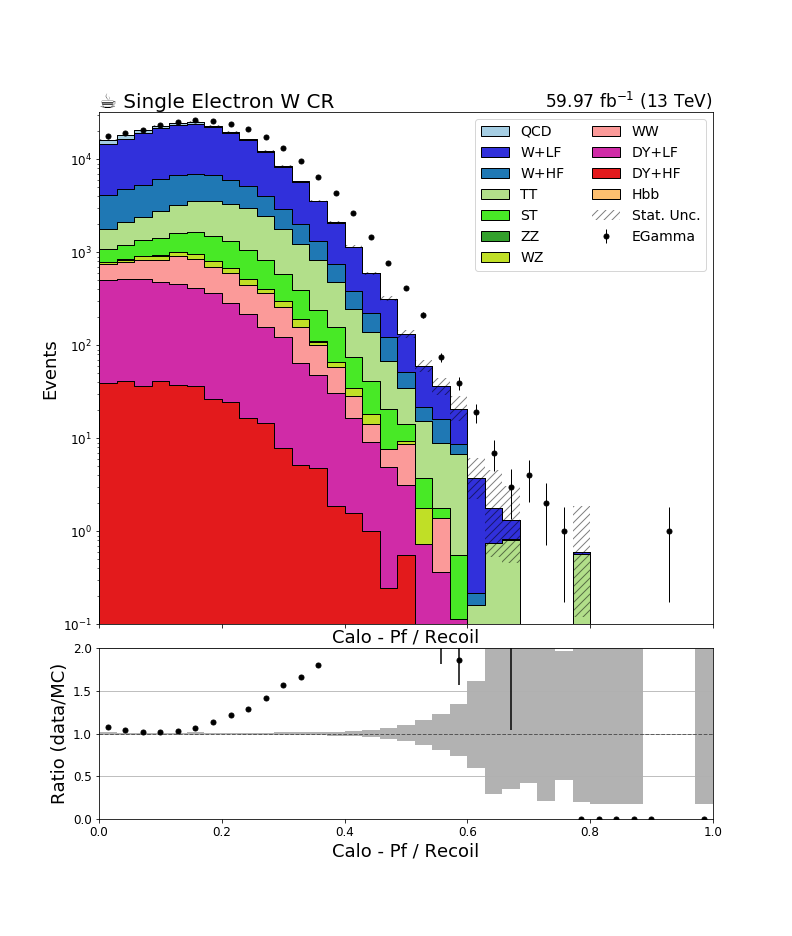 ☕ Single Electron W CR
59.97 fb⁻¹ (13 TeV)
QCD
W+LF
W+HF
TT
ST
ZZ
WZ
WW
DY+LF
DY+HF
Hbb
Stat. Unc.
EGamma
Events
10⁴
10³
10²
10¹
10⁰
10⁻¹
Calo - Pf / Recoil
Ratio (data/MC)
2.0
1.5
1.0
0.5
0.0
0.0 0.2 0.4 0.6 0.8 1.0
Calo - Pf / Recoil